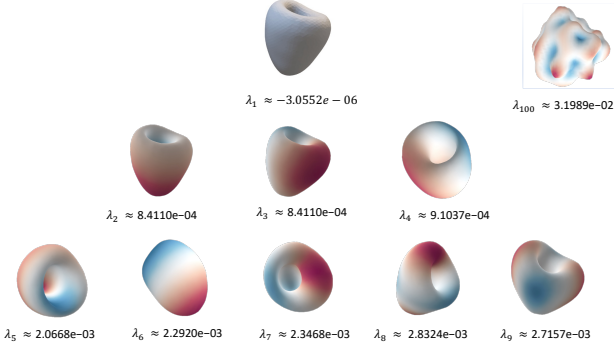 λ₁ ≈ −3.0552e − 06
λ₁₀₀ ≈ 3.1989e−02
λ₂ ≈ 8.4110e−04
λ₃ ≈ 8.4110e−04
λ₄ ≈ 9.1037e−04
λ₅ ≈ 2.0668e−03
λ₆ ≈ 2.2920e−03
λ₇ ≈ 2.3468e−03
λ₈ ≈ 2.8324e−03
λ₉ ≈ 2.7157e−03